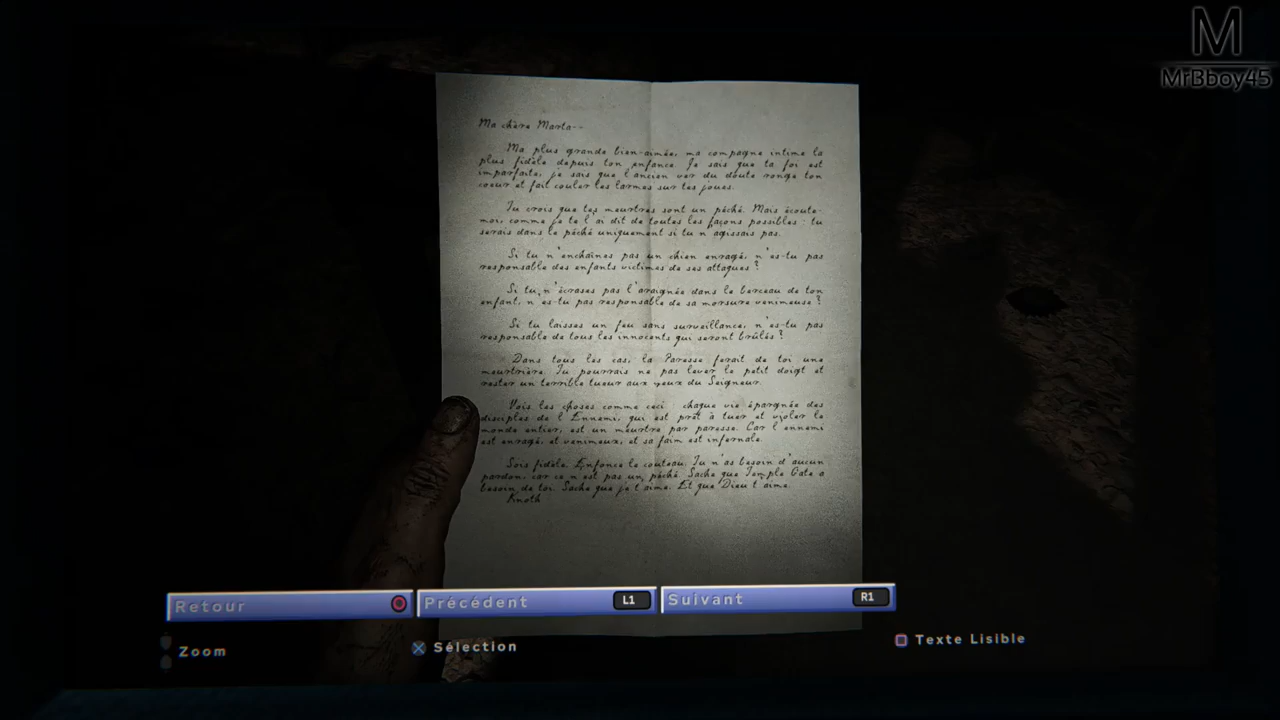 M
MrBboy45
Ma chère Marta--
Ma plus grande bien-aimée, ma compagne intime la
plus fidèle depuis ton enfance. Je sais que ta foi est
imparfaite, je sais que l'ancien ver du doute ronge ton
coeur et fait couler les larmes sur tes joues.
Tu crois que tes meurtres sont un péché. Mais écoute-
moi, comme je te l'ai dit de toutes les façons possibles : tu
serais dans le péché uniquement si tu n'agissais pas.
Si tu n'enchaînes pas un chien enragé, n'es-tu pas
responsable des enfants victimes de ses attaques ?
Si tu n'écrases pas l'araignée dans le berceau de ton
enfant, n'es-tu pas responsable de sa morsure venimeuse ?
Si tu laisses un feu sans surveillance, n'es-tu pas
responsable de tous les innocents qui seront brûlés ?
Dans tous les cas, la Paresse ferait de toi une
meurtrière. Tu pourrais ne pas lever le petit doigt et
rester un terrible tueur aux yeux du Seigneur.
Vois les choses comme ceci : chaque vie épargnée des
disciples de l'Ennemi, qui est prêt à tuer et violer le
monde entier, est un meurtre par paresse. Car l'ennemi
est enragé, et venimeux, et sa faim est infernale.
Sois fidèle. Enfonce le couteau. Tu n'as besoin d'aucun
pardon, car ce n'est pas un péché. Sache que Temple Gate a
besoin de toi. Sache que je t'aime. Et que Dieu t'aime.
Knoth
Retour
Précédent L1
Suivant R1
Zoom
Sélection
Texte Lisible